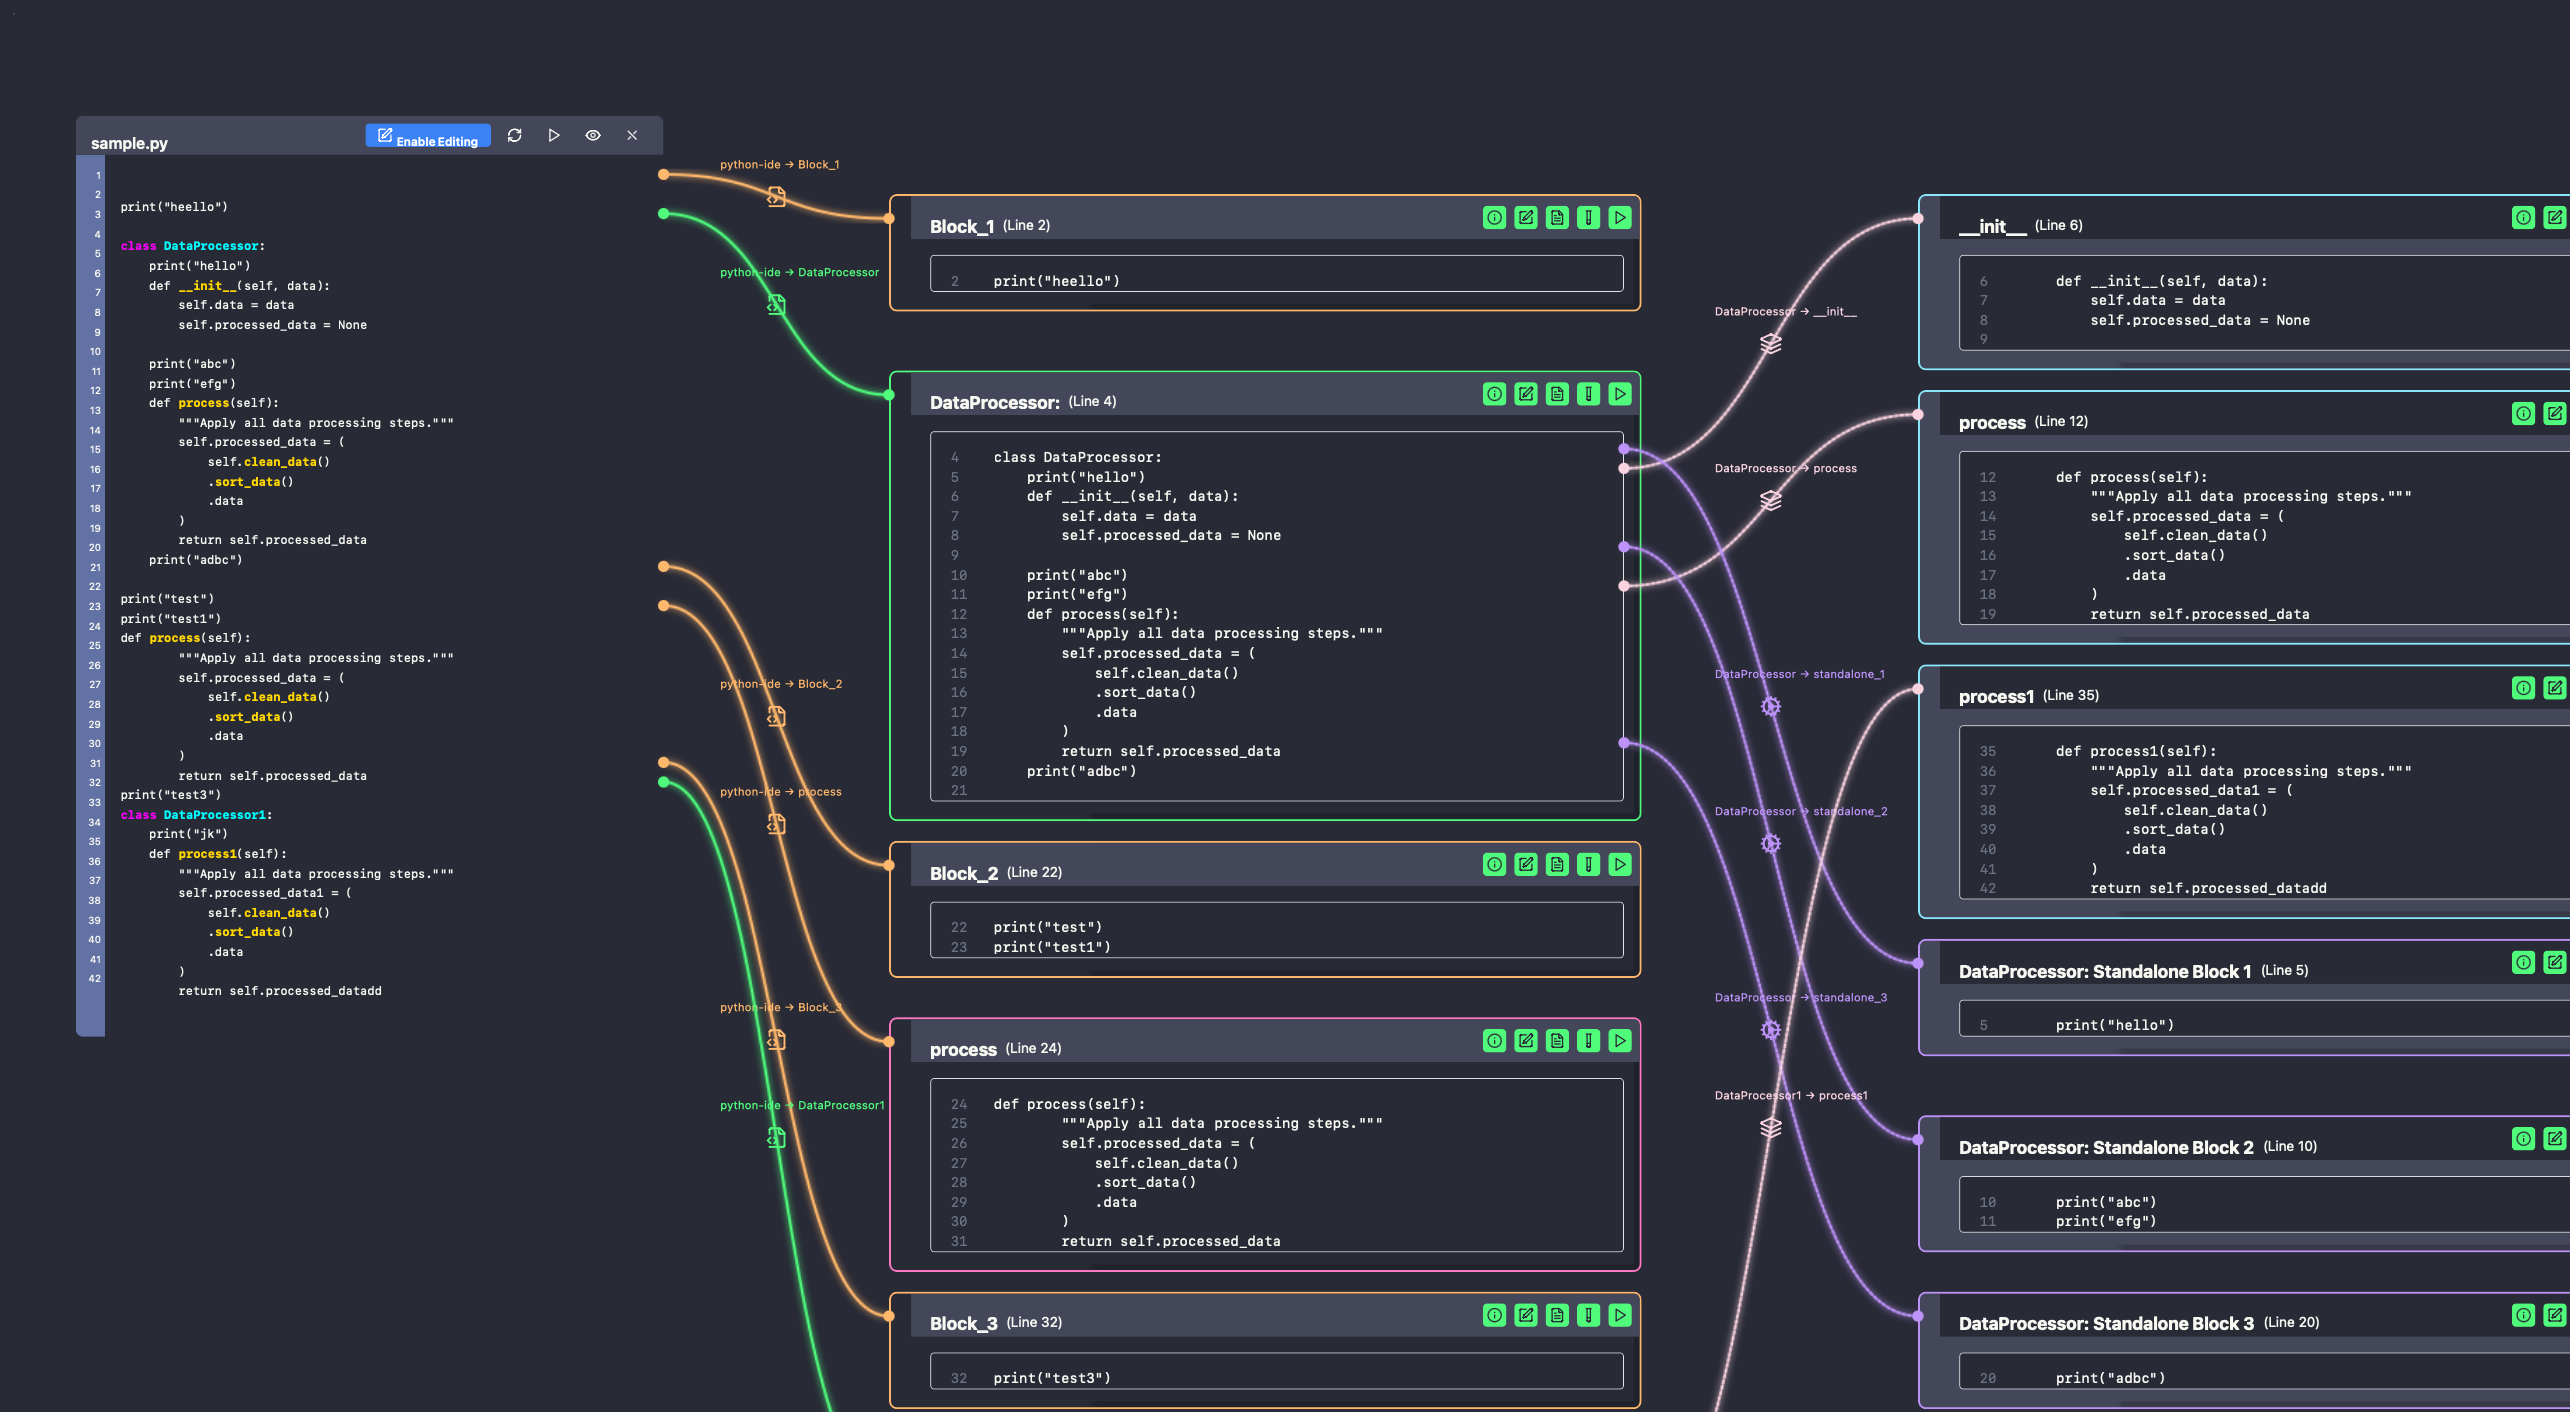 sample.py
Enable Editing
1
2
3
4
5
6
7
8
9
10
11
12
13
14
15
16
17
18
19
20
21
22
23
24
25
26
27
28
29
30
31
32
33
34
35
36
37
38
39
40
41
42
print("heello")
class DataProcessor:
print("hello")
def __init__(self, data):
self.data = data
self.processed_data = None
print("abc")
print("efg")
def process(self):
"""Apply all data processing steps."""
self.processed_data = (
self.clean_data()
.sort_data()
.data
)
return self.processed_data
print("adbc")
print("test")
print("test1")
def process(self):
"""Apply all data processing steps."""
self.processed_data = (
self.clean_data()
.sort_data()
.data
)
return self.processed_data
print("test3")
class DataProcessor1:
print("jk")
def process1(self):
"""Apply all data processing steps."""
self.processed_data1 = (
self.clean_data()
.sort_data()
.data
)
return self.processed_datadd
python-ide → Block_1
python-ide → DataProcessor
python-ide → Block_2
python-ide → process
python-ide → Block_3
python-ide → DataProcessor1
Block_1 (Line 2)
2 print("heello")
DataProcessor: (Line 4)
4 class DataProcessor:
5 print("hello")
6 def __init__(self, data):
7 self.data = data
8 self.processed_data = None
9
10 print("abc")
11 print("efg")
12 def process(self):
13 """Apply all data processing steps."""
14 self.processed_data = (
15 self.clean_data()
16 .sort_data()
17 .data
18 )
19 return self.processed_data
20 print("adbc")
21
Block_2 (Line 22)
22 print("test")
23 print("test1")
process (Line 24)
24 def process(self):
25 """Apply all data processing steps."""
26 self.processed_data = (
27 self.clean_data()
28 .sort_data()
29 .data
30 )
31 return self.processed_data
Block_3 (Line 32)
32 print("test3")
DataProcessor → __init__
DataProcessor → process
DataProcessor → standalone_1
DataProcessor → standalone_2
DataProcessor → standalone_3
DataProcessor1 → process1
__init__ (Line 6)
6 def __init__(self, data):
7 self.data = data
8 self.processed_data = None
9
process (Line 12)
12 def process(self):
13 """Apply all data processing steps."""
14 self.processed_data = (
15 self.clean_data()
16 .sort_data()
17 .data
18 )
19 return self.processed_data
process1 (Line 35)
35 def process1(self):
36 """Apply all data processing steps."""
37 self.processed_data1 = (
38 self.clean_data()
39 .sort_data()
40 .data
41 )
42 return self.processed_datadd
DataProcessor: Standalone Block 1 (Line 5)
5 print("hello")
DataProcessor: Standalone Block 2 (Line 10)
10 print("abc")
11 print("efg")
DataProcessor: Standalone Block 3 (Line 20)
20 print("adbc")